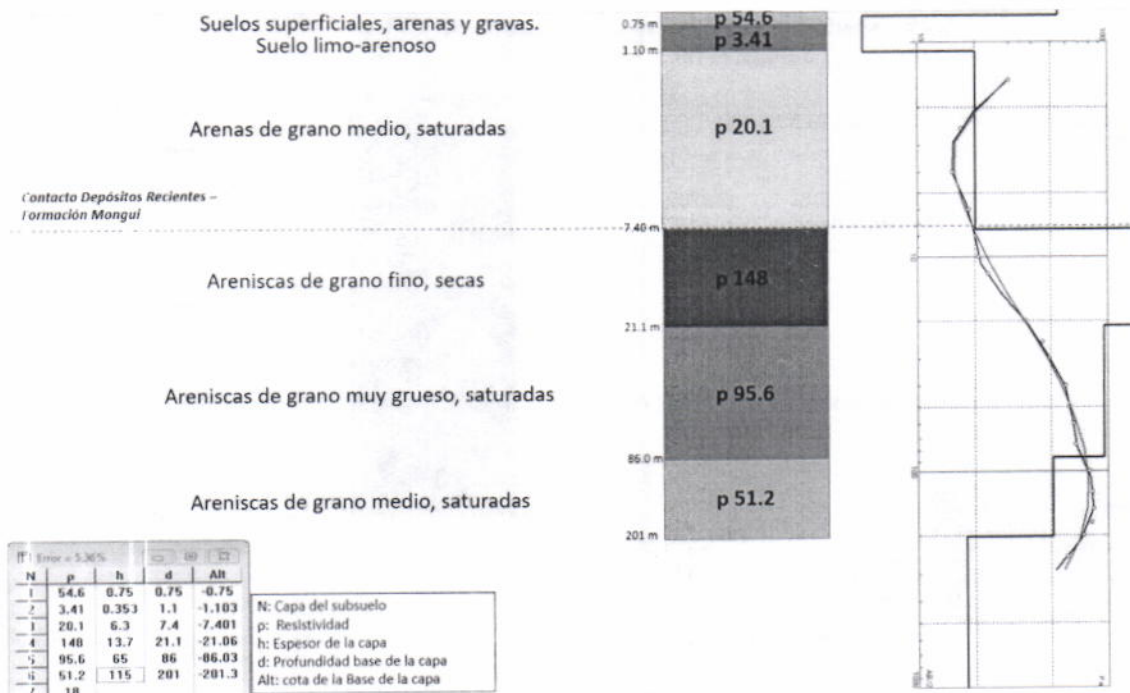 Suelos superficiales, arenas y gravas.
Suelo limo-arenoso
Arenas de grano medio, saturadas
Contacto Depósitos Recientes –
Formación Mongui
Areniscas de grano fino, secas
Areniscas de grano muy grueso, saturadas
Areniscas de grano medio, saturadas
0.75 m
1.10 m
7.40 m
21.1 m
86.0 m
201 m
p 54.6
p 3.41
p 20.1
p 148
p 95.6
p 51.2
100
Error = 5.36%
N ρ h d Alt
1 54.6 0.75 0.75 -0.75
2 3.41 0.353 1.1 -1.103
3 20.1 6.3 7.4 -7.401
4 148 13.7 21.1 -21.06
5 95.6 65 86 -86.03
6 51.2 115 201 -201.3
7 18
N: Capa del subsuelo
ρ: Resistividad
h: Espesor de la capa
d: Profundidad base de la capa
Alt: cota de la Base de la capa